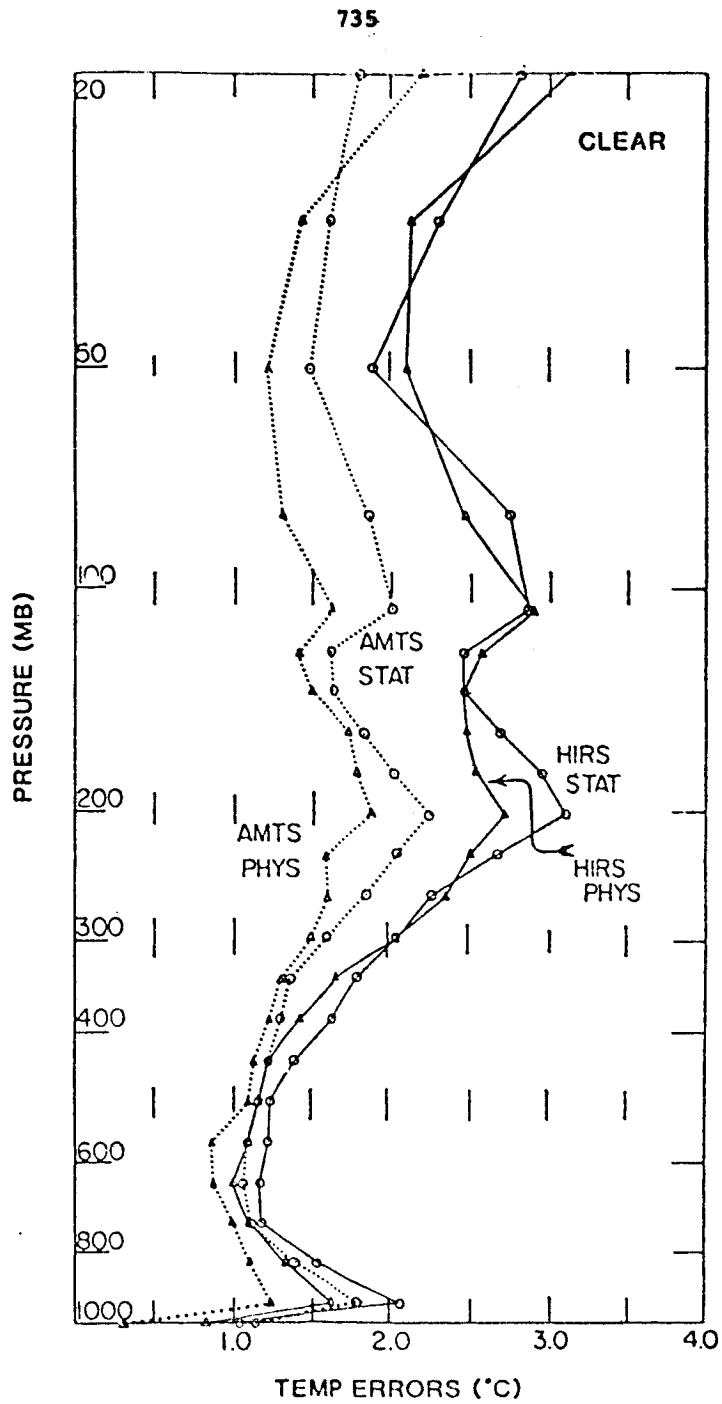 735
20
CLEAR
60
100
AMTS
STAT
HIRS
STAT
200
AMTS
PHYS
HIRS
PHYS
300
400
600
800
1000
1.0 2.0 3.0 4.0
PRESSURE (MB)
TEMP ERRORS (°C)